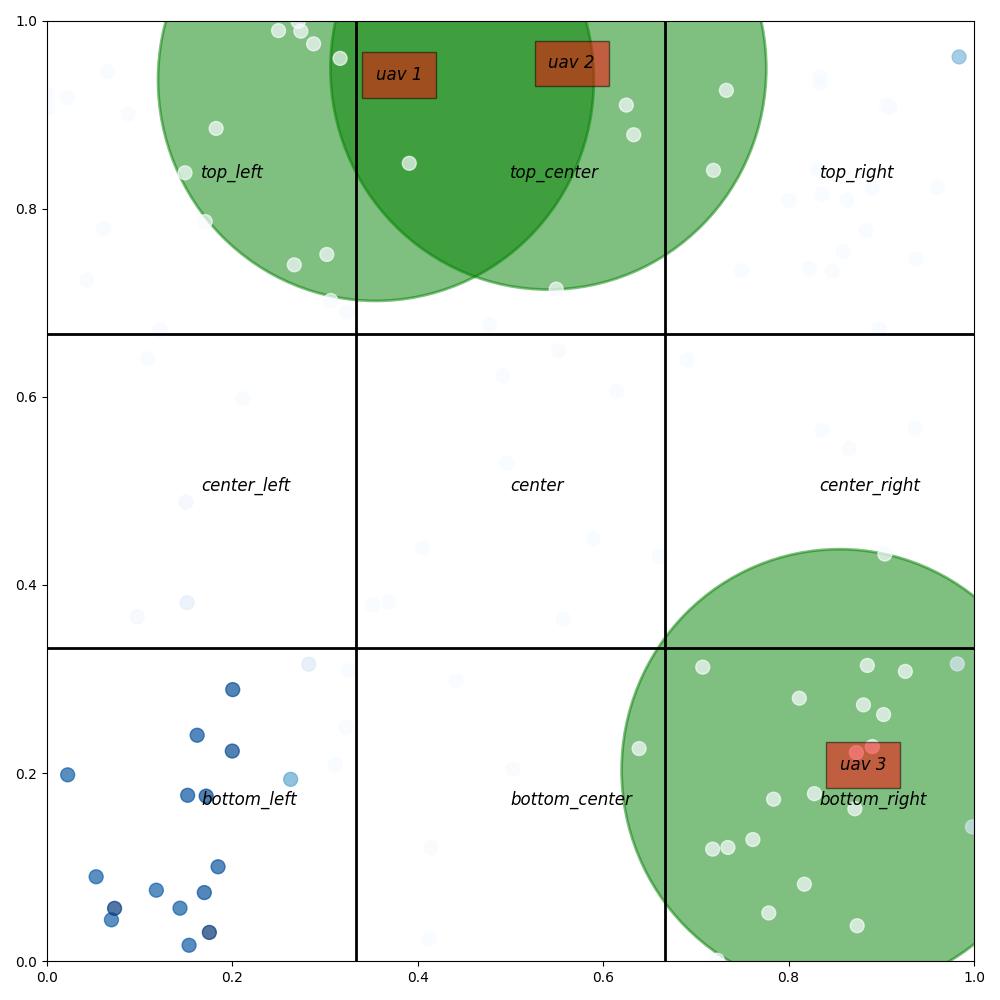 1.0
uav 1
uav 2
0.8
top_left
top_center
top_right
0.6
center_left
center
center_right
0.4
0.2
uav 3
bottom_left
bottom_center
bottom_right
0.0
0.0 0.2 0.4 0.6 0.8 1.0